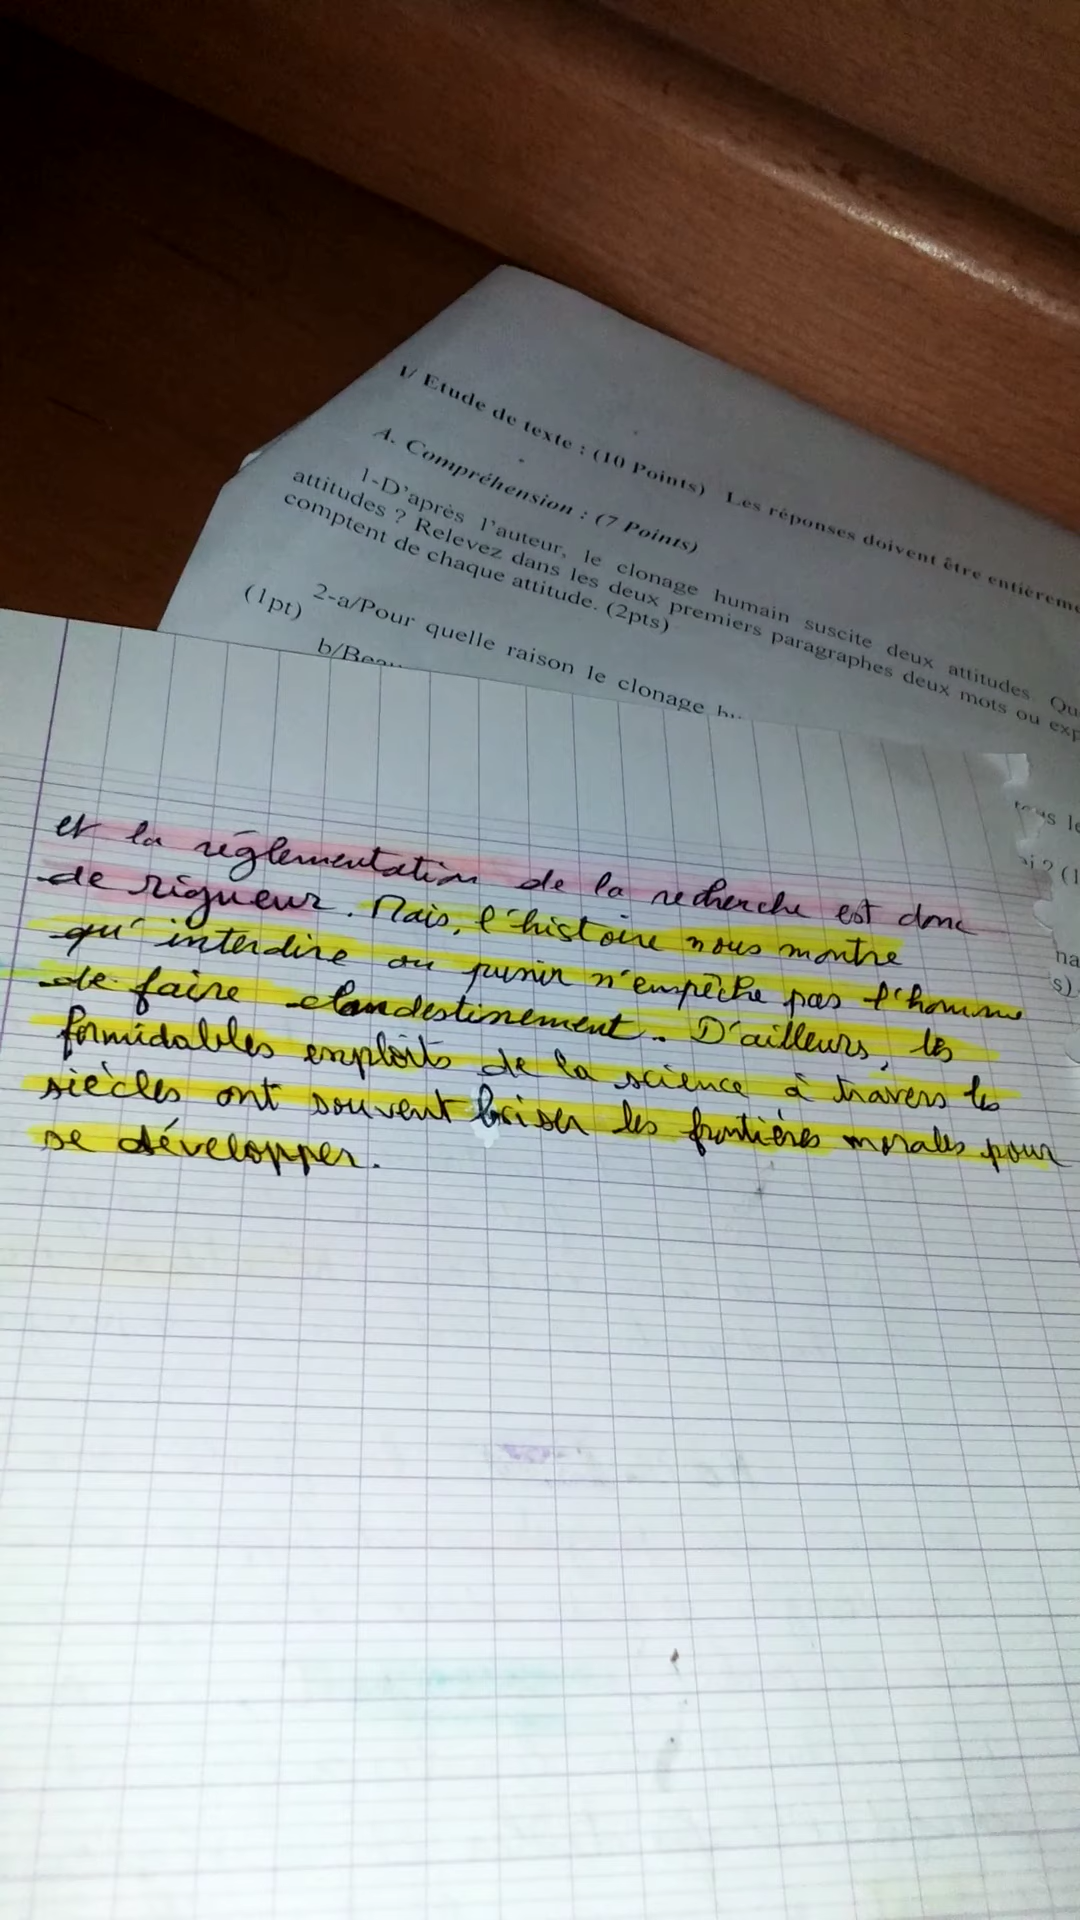 I/ Etude de texte : (10 Points) Les réponses doivent être entièreme
A. Compréhension : (7 Points)
1-D'après l'auteur, le clonage humain suscite deux attitudes. Qu
attitudes ? Relevez dans les deux premiers paragraphes deux mots ou exp
comptent de chaque attitude. (2pts)
2-a/Pour quelle raison le clonage hu
(1pt)
b/Beau
et la réglementation de la recherche est donc
de rigueur. Mais, l'histoire nous montre
qu'interdire ou punir n'empêche pas l'homme
de faire clandestinement. D'ailleurs, les
formidables exploits de la science à travers les
siècles ont souvent briser les frontières morales pour
se développer.